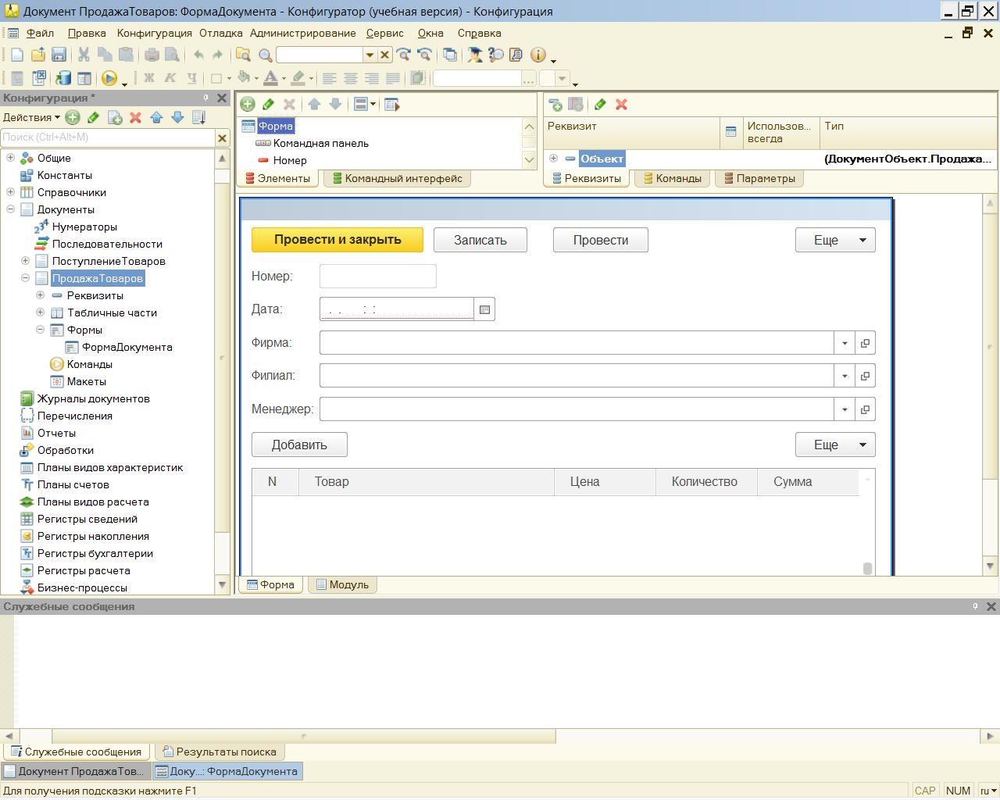 Документ ПродажаТоваров: ФормаДокумента - Конфигуратор (учебная версия) - Конфигурация
Файл Правка Конфигурация Отладка Администрирование Сервис Окна Справка
Ж К Ч
Конфигурация *
Действия
Поиск (Ctrl+Alt+M)
Общие
Константы
Справочники
Документы
Нумераторы
Последовательности
ПоступлениеТоваров
ПродажаТоваров
Реквизиты
Табличные части
Формы
ФормаДокумента
Команды
Макеты
Журналы документов
Перечисления
Отчеты
Обработки
Планы видов характеристик
Планы счетов
Планы видов расчета
Регистры сведений
Регистры накопления
Регистры бухгалтерии
Регистры расчета
Бизнес-процессы
Форма
Командная панель
Номер
Элементы Командный интерфейс
Реквизит Использов... всегда Тип
Объект (ДокументОбъект.Продажа...
Реквизиты Команды Параметры
Провести и закрыть Записать Провести Еще
Номер:
Дата: . . : :
Фирма:
Филиал:
Менеджер:
Добавить Еще
N Товар Цена Количество Сумма
Форма Модуль
Служебные сообщения
Служебные сообщения Результаты поиска
Документ ПродажаТов... Доку...: ФормаДокумента
Для получения подсказки нажмите F1 CAP NUM ru